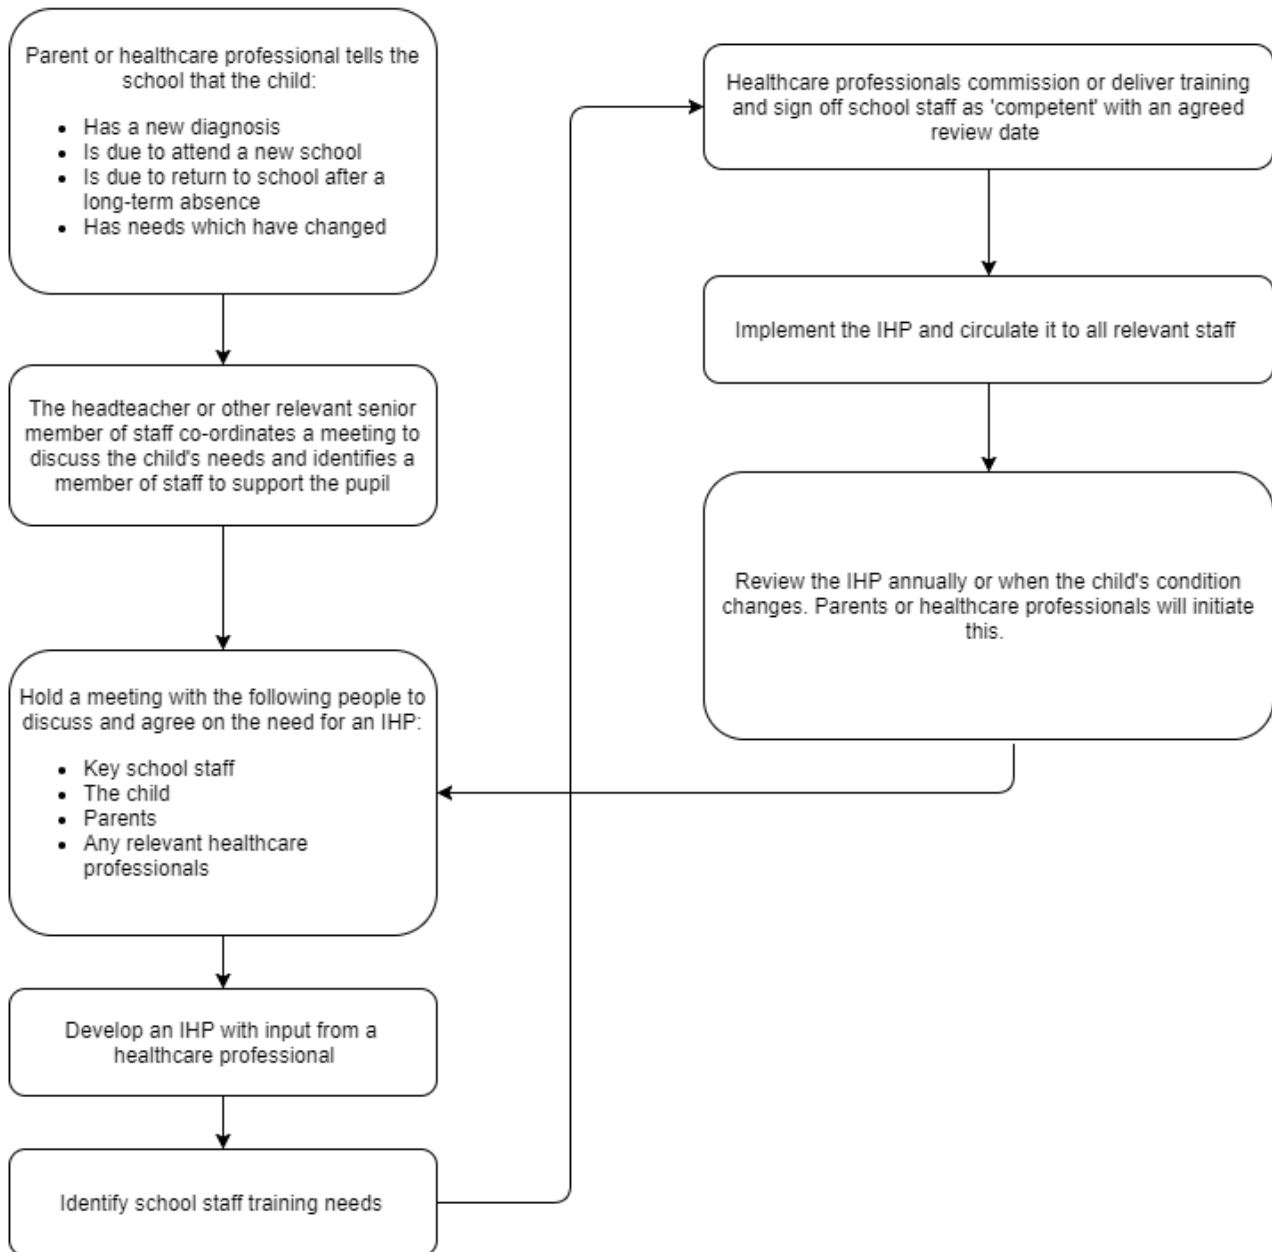 Parent or healthcare professional tells the
school that the child:
• Has a new diagnosis
• Is due to attend a new school
• Is due to return to school after a
long-term absence
• Has needs which have changed
The headteacher or other relevant senior
member of staff co-ordinates a meeting to
discuss the child's needs and identifies a
member of staff to support the pupil
Hold a meeting with the following people to
discuss and agree on the need for an IHP:
• Key school staff
• The child
• Parents
• Any relevant healthcare
professionals
Develop an IHP with input from a
healthcare professional
Identify school staff training needs
Healthcare professionals commission or deliver training
and sign off school staff as 'competent' with an agreed
review date
Implement the IHP and circulate it to all relevant staff
Review the IHP annually or when the child's condition
changes. Parents or healthcare professionals will initiate
this.